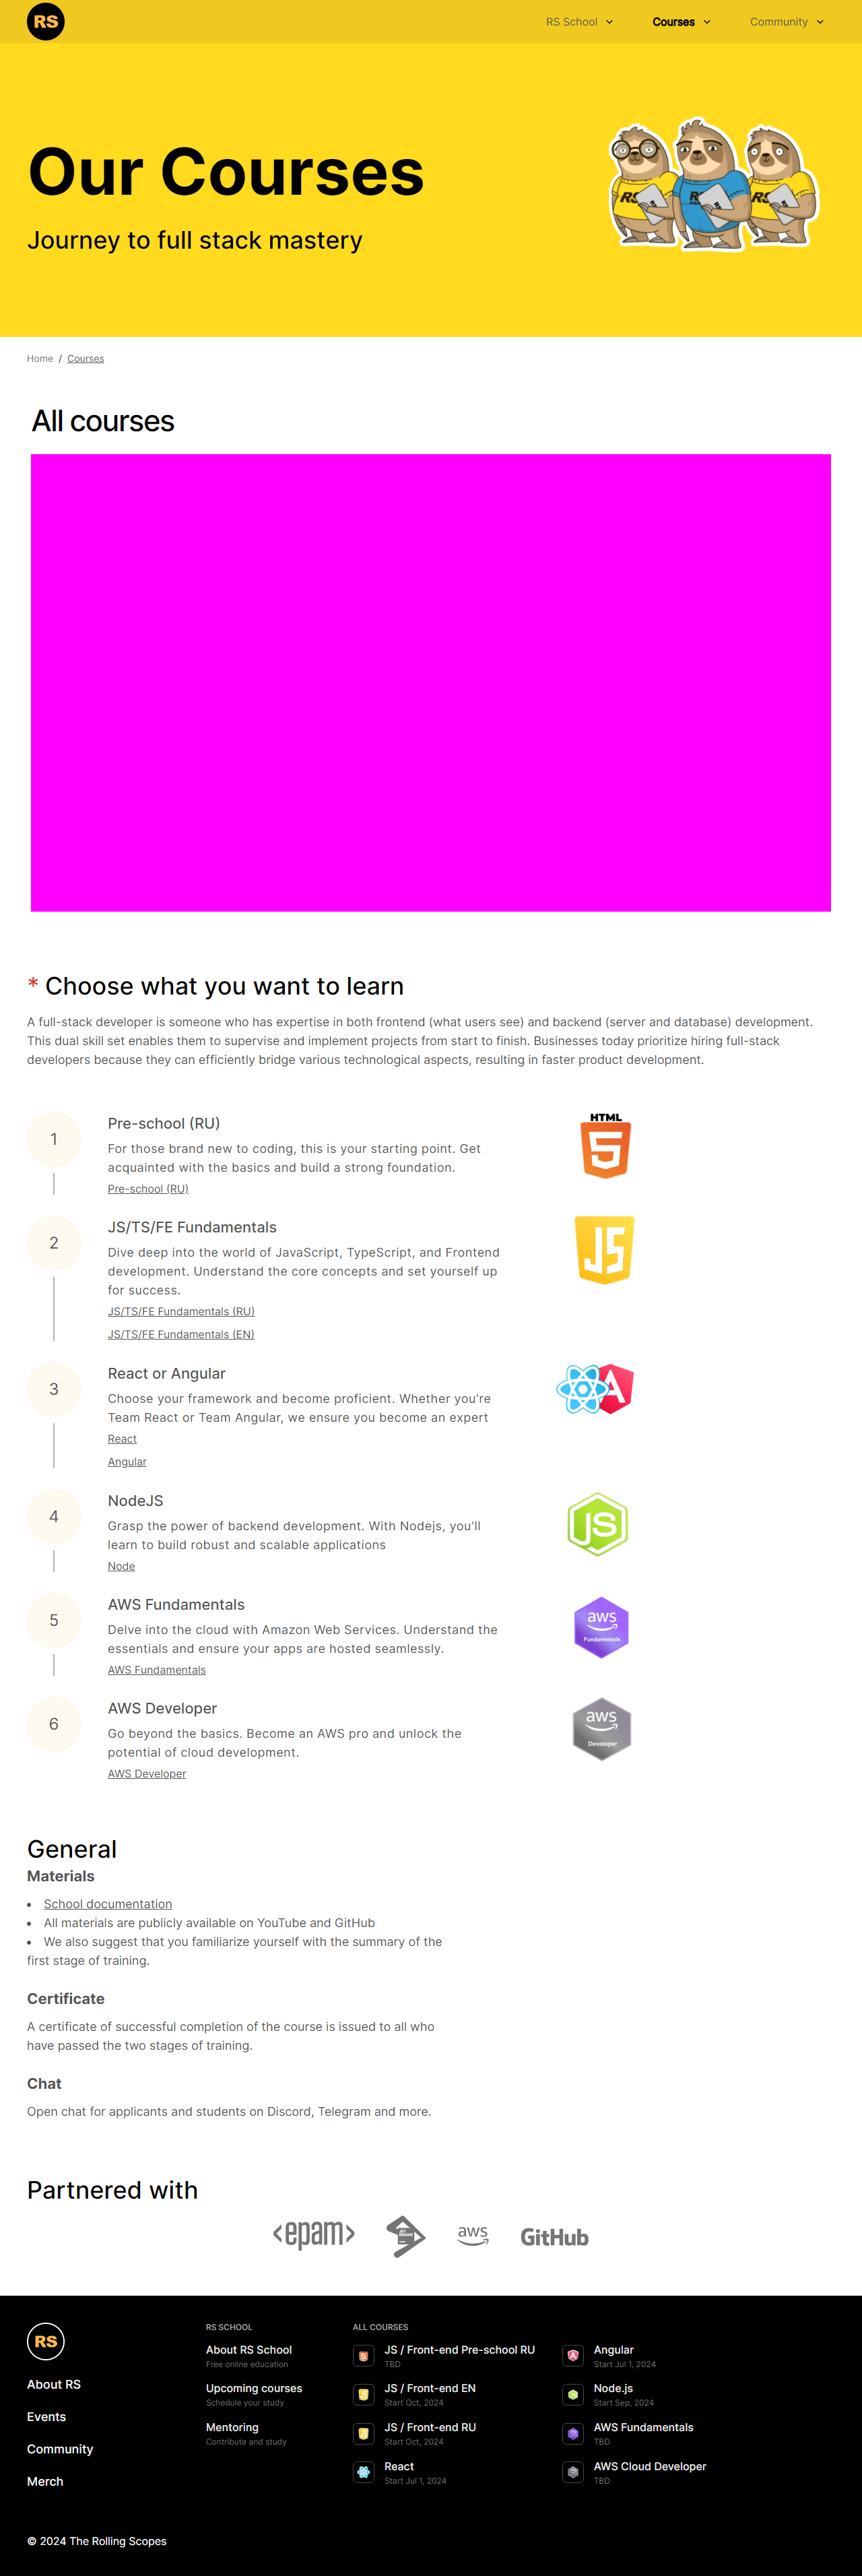 RS
RS School
Courses
Community
Our Courses
Journey to full stack mastery
Home / Courses
All courses
* Choose what you want to learn
A full-stack developer is someone who has expertise in both frontend (what users see) and backend (server and database) development.
This dual skill set enables them to supervise and implement projects from start to finish. Businesses today prioritize hiring full-stack
developers because they can efficiently bridge various technological aspects, resulting in faster product development.
1
Pre-school (RU)
For those brand new to coding, this is your starting point. Get
acquainted with the basics and build a strong foundation.
Pre-school (RU)
HTML
5
2
JS/TS/FE Fundamentals
Dive deep into the world of JavaScript, TypeScript, and Frontend
development. Understand the core concepts and set yourself up
for success.
JS/TS/FE Fundamentals (RU)
JS/TS/FE Fundamentals (EN)
JS
3
React or Angular
Choose your framework and become proficient. Whether you're
Team React or Team Angular, we ensure you become an expert
React
Angular
A
4
NodeJS
Grasp the power of backend development. With Nodejs, you'll
learn to build robust and scalable applications
Node
JS
5
AWS Fundamentals
Delve into the cloud with Amazon Web Services. Understand the
essentials and ensure your apps are hosted seamlessly.
AWS Fundamentals
aws
Fundamentals
6
AWS Developer
Go beyond the basics. Become an AWS pro and unlock the
potential of cloud development.
AWS Developer
aws
Developer
General
Materials
• School documentation
• All materials are publicly available on YouTube and GitHub
• We also suggest that you familiarize yourself with the summary of the
first stage of training.
Certificate
A certificate of successful completion of the course is issued to all who
have passed the two stages of training.
Chat
Open chat for applicants and students on Discord, Telegram and more.
Partnered with
<epam>
aws
GitHub
RS
About RS
Events
Community
Merch
RS SCHOOL
About RS School
Free online education
Upcoming courses
Schedule your study
Mentoring
Contribute and study
ALL COURSES
JS / Front-end Pre-school RU
TBD
JS / Front-end EN
Start Oct, 2024
JS / Front-end RU
Start Oct, 2024
React
Start Jul 1, 2024
Angular
Start Jul 1, 2024
Node.js
Start Sep, 2024
AWS Fundamentals
TBD
AWS Cloud Developer
TBD
© 2024 The Rolling Scopes